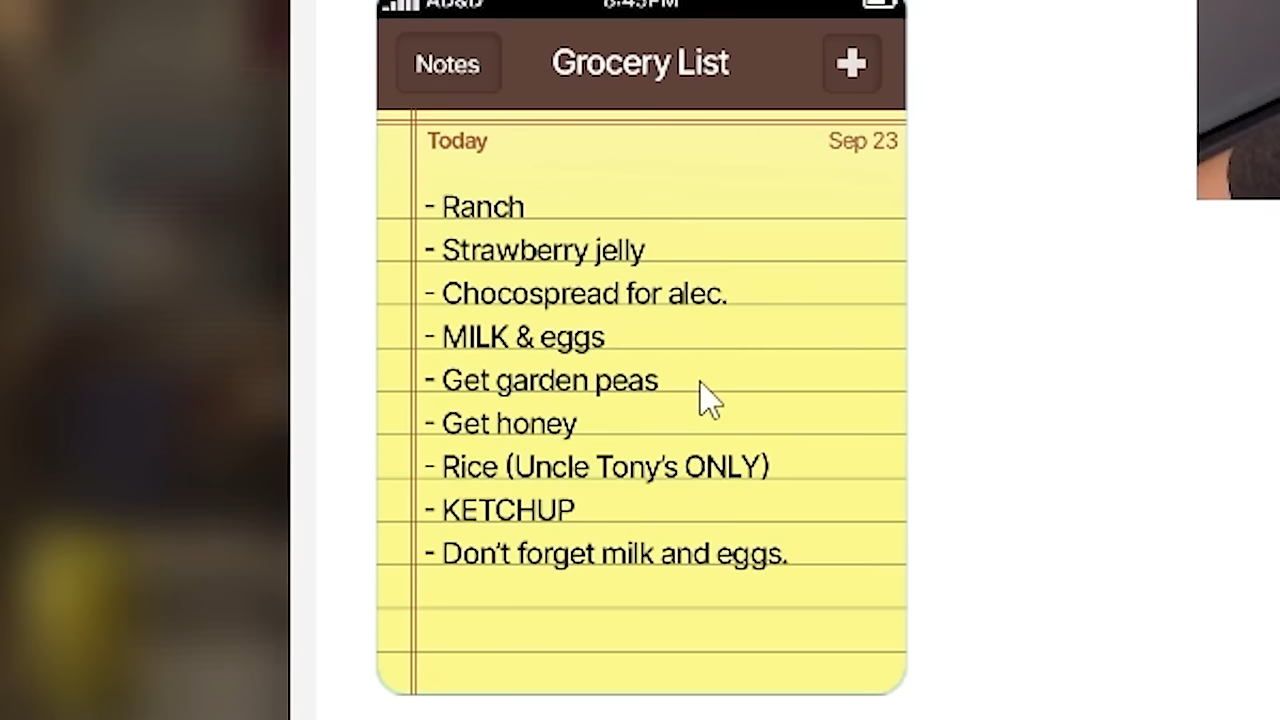 Notes
Grocery List
Today
Sep 23
- Ranch
- Strawberry jelly
- Chocospread for alec.
- MILK & eggs
- Get garden peas
- Get honey
- Rice (Uncle Tony's ONLY)
- KETCHUP
- Don't forget milk and eggs.